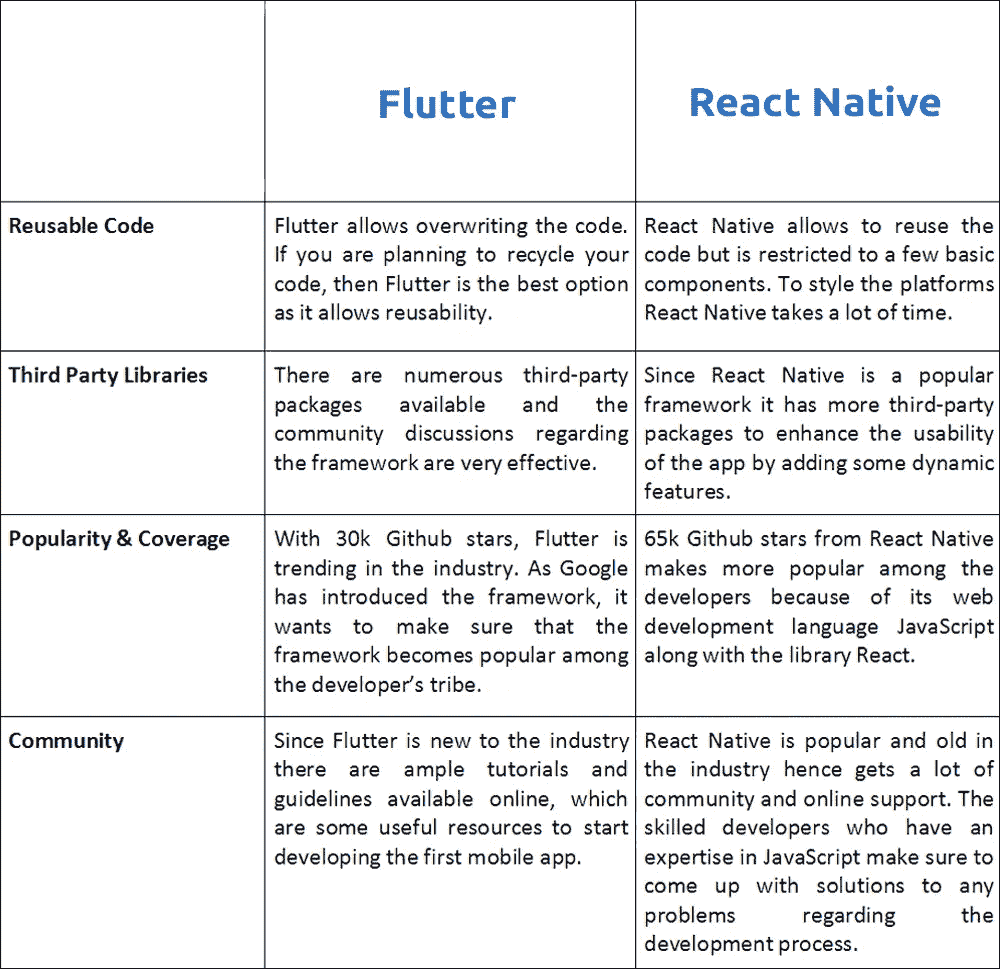 Flutter
React Native
Reusable Code
Flutter allows overwriting the code.
If you are planning to recycle your
code, then Flutter is the best option
as it allows reusability.
React Native allows to reuse the
code but is restricted to a few basic
components. To style the platforms
React Native takes a lot of time.
Third Party Libraries
There are numerous third-party
packages available and the
community discussions regarding
the framework are very effective.
Since React Native is a popular
framework it has more third-party
packages to enhance the usability
of the app by adding some dynamic
features.
Popularity & Coverage
With 30k Github stars, Flutter is
trending in the industry. As Google
has introduced the framework, it
wants to make sure that the
framework becomes popular among
the developer’s tribe.
65k Github stars from React Native
makes more popular among the
developers because of its web
development language JavaScript
along with the library React.
Community
Since Flutter is new to the industry
there are ample tutorials and
guidelines available online, which
are some useful resources to start
developing the first mobile app.
React Native is popular and old in
the industry hence gets a lot of
community and online support. The
skilled developers who have an
expertise in JavaScript make sure to
come up with solutions to any
problems regarding the
development process.